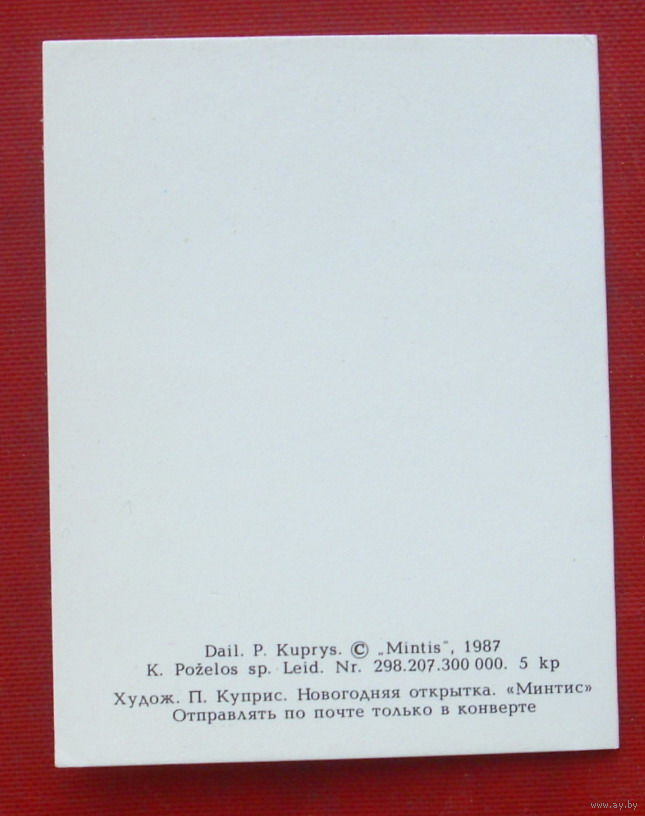 Dail. P. Kuprys. © „Mintis“, 1987
K. Poželos sp. Leid. Nr. 298.207.300 000. 5 kp
Худож. П. Куприс. Новогодняя открытка. «Минтис»
Отправлять по почте только в конверте
www.ay.by